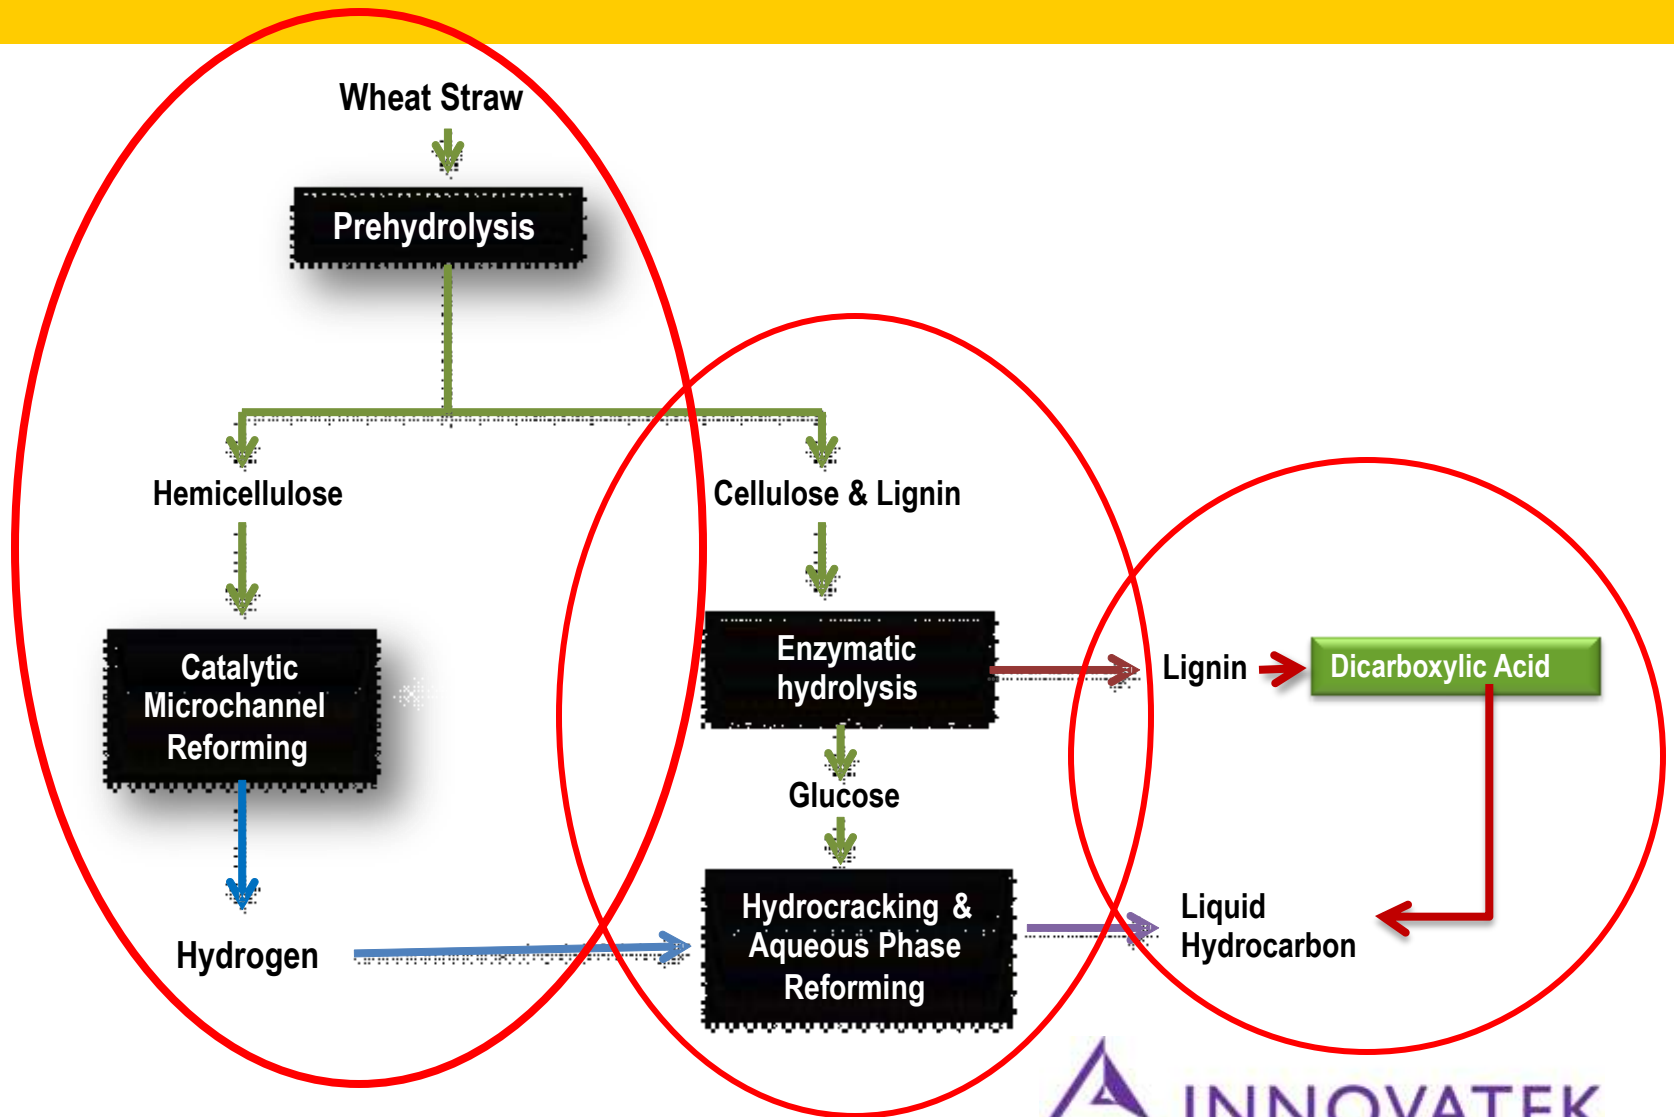 Wheat Straw
Prehydrolysis
Hemicellulose
Cellulose & Lignin
Catalytic
Microchannel
Reforming
Enzymatic
hydrolysis
Lignin
Dicarboxylic Acid
Glucose
Hydrogen
Hydrocracking &
Aqueous Phase
Reforming
Liquid
Hydrocarbon
INNOVATEK